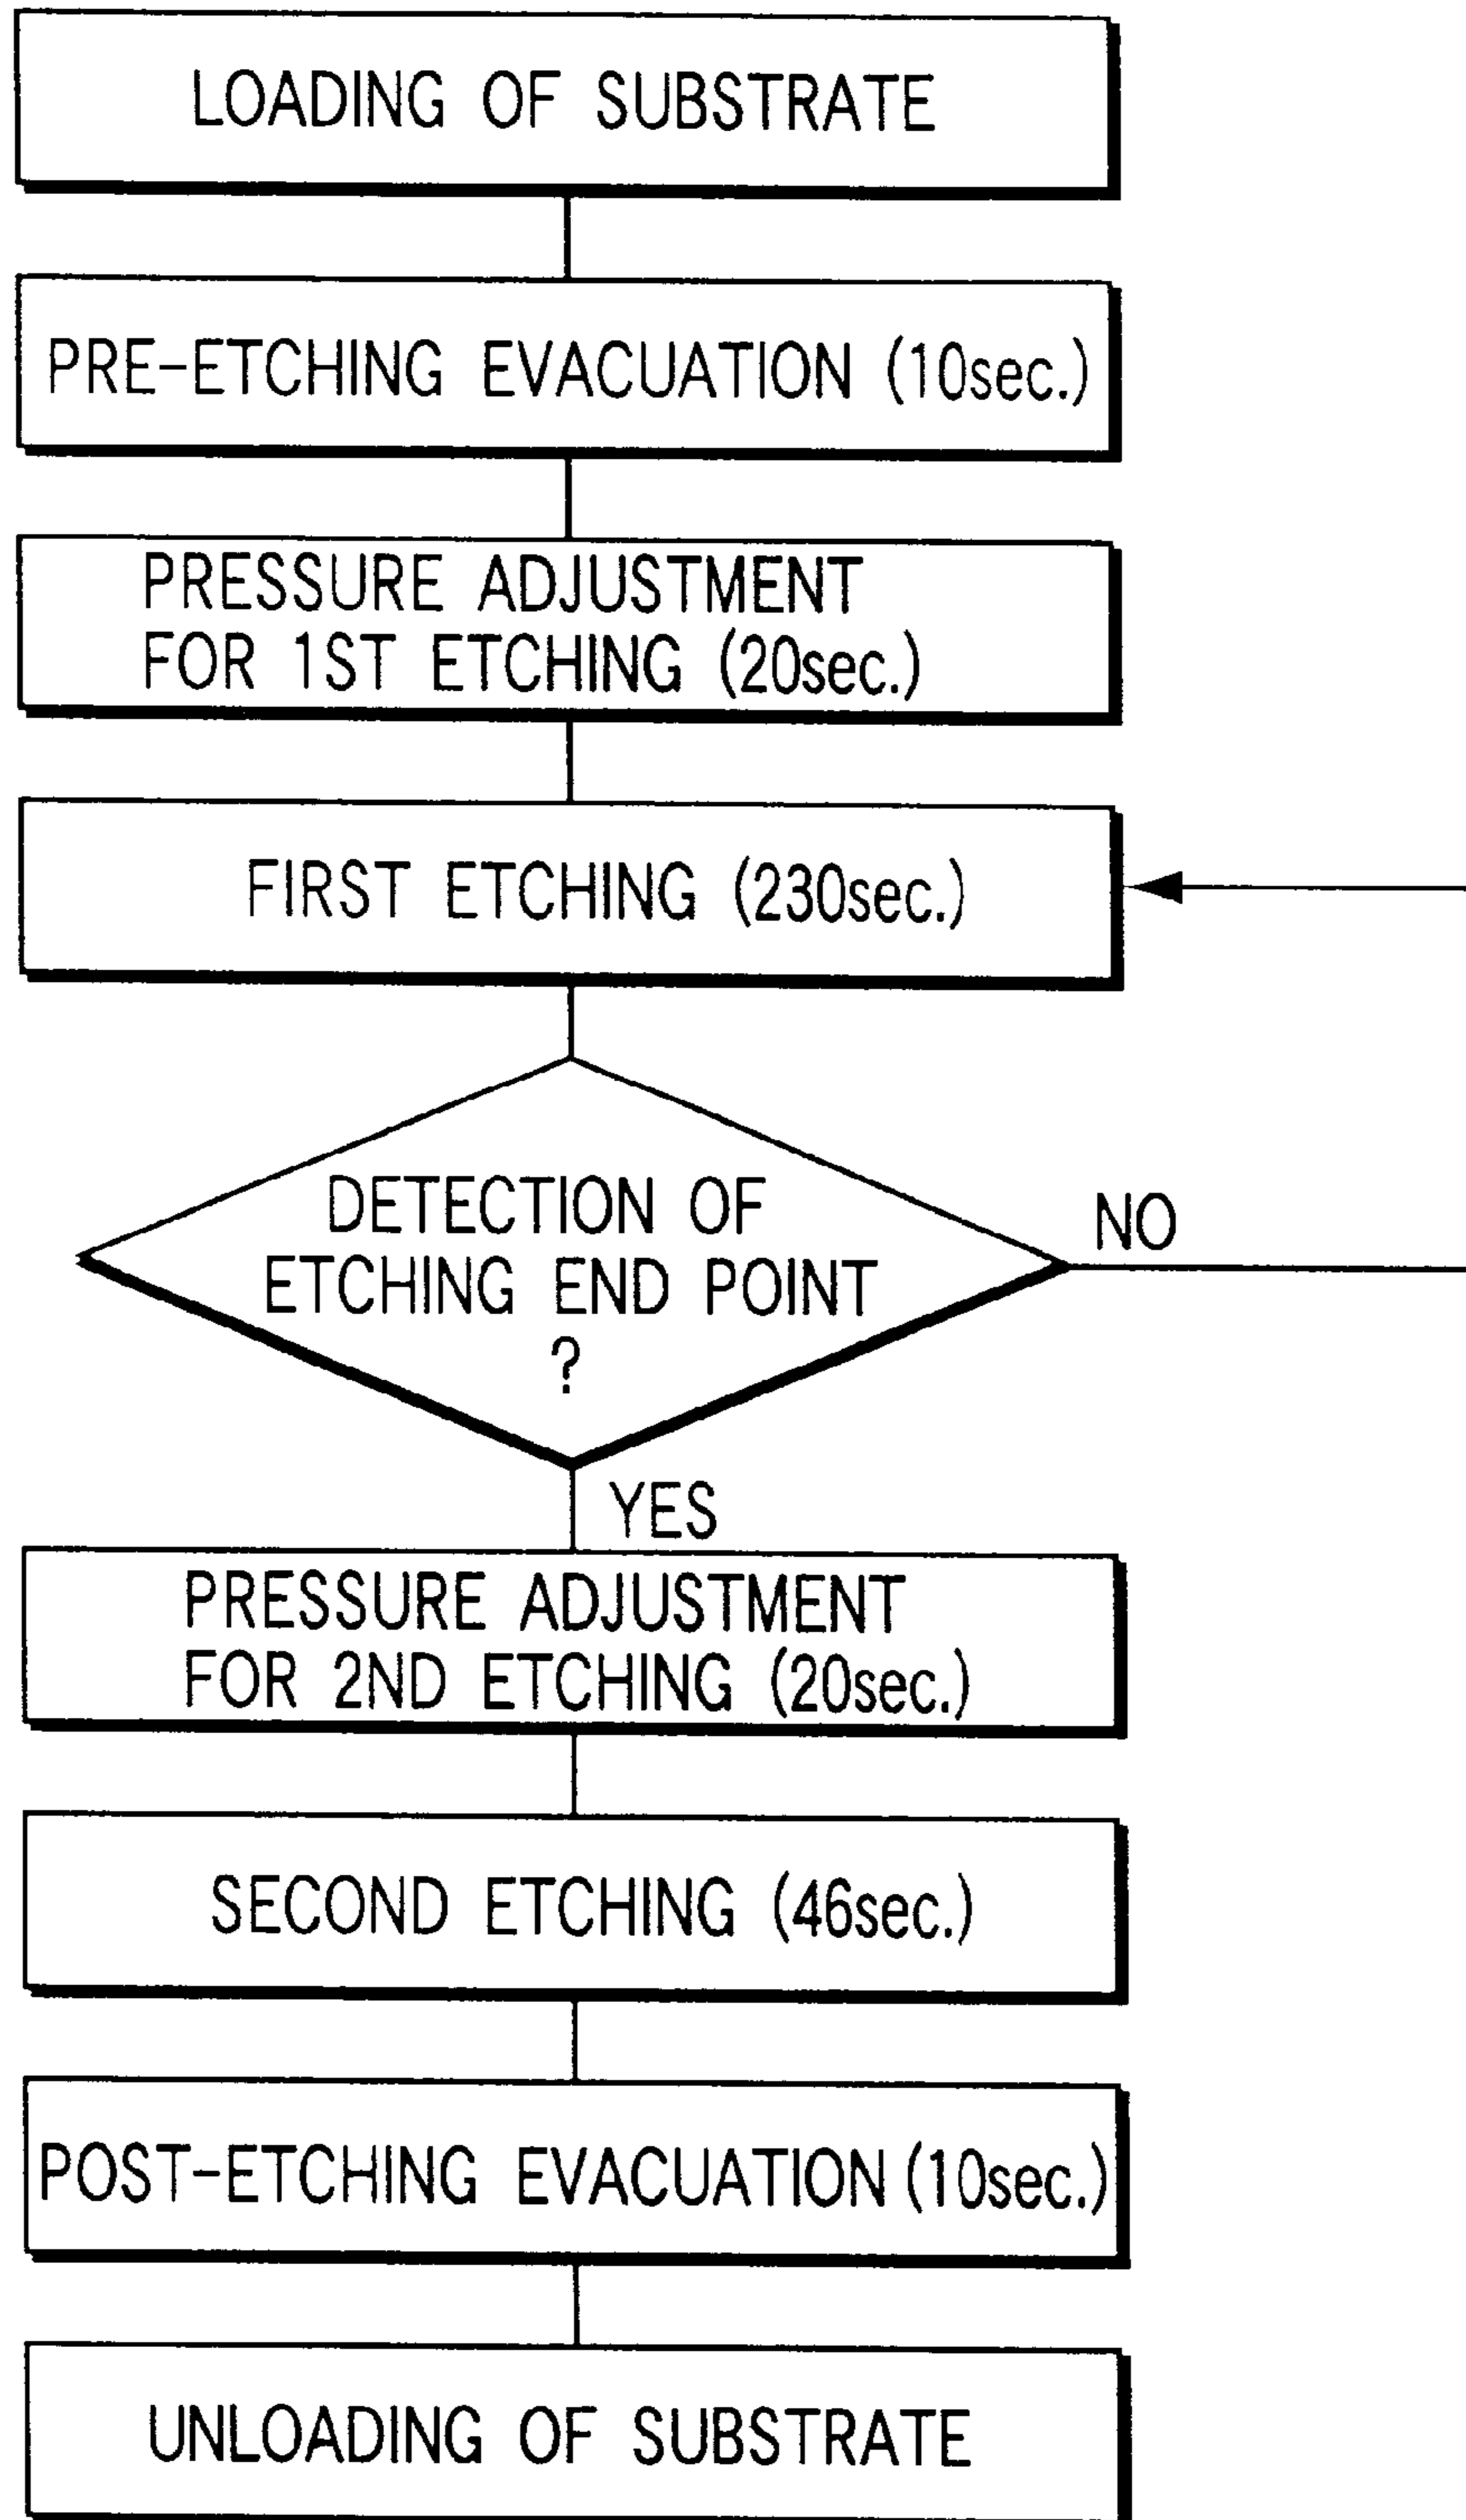 LOADING OF SUBSTRATE
PRE-ETCHING EVACUATION (10sec.)
PRESSURE ADJUSTMENT
FOR 1ST ETCHING (20sec.)
FIRST ETCHING (230sec.)
DETECTION OF
ETCHING END POINT
?
NO
YES
PRESSURE ADJUSTMENT
FOR 2ND ETCHING (20sec.)
SECOND ETCHING (46sec.)
POST-ETCHING EVACUATION (10sec.)
UNLOADING OF SUBSTRATE